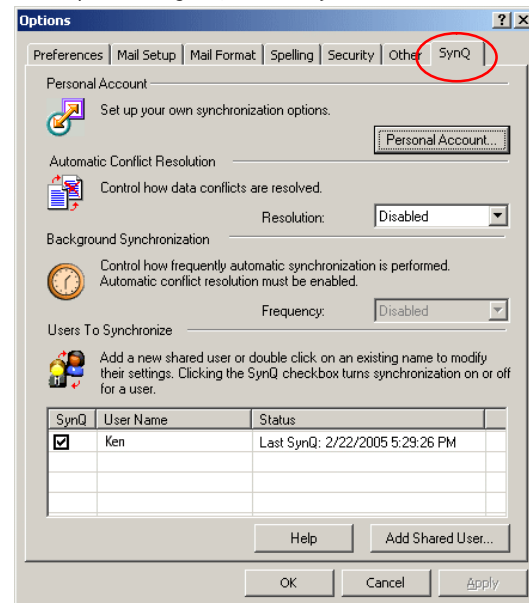 Options
Preferences Mail Setup Mail Format Spelling Security Other SynQ
Personal Account
Set up your own synchronization options.
Personal Account...
Automatic Conflict Resolution
Control how data conflicts are resolved.
Resolution: Disabled
Background Synchronization
Control how frequently automatic synchronization is performed.
Automatic conflict resolution must be enabled.
Frequency: Disabled
Users To Synchronize
Add a new shared user or double click on an existing name to modify
their settings. Clicking the SynQ checkbox turns synchronization on or off
for a user.
SynQ User Name Status
Ken Last SynQ: 2/22/2005 5:29:26 PM
Help Add Shared User...
OK Cancel Apply